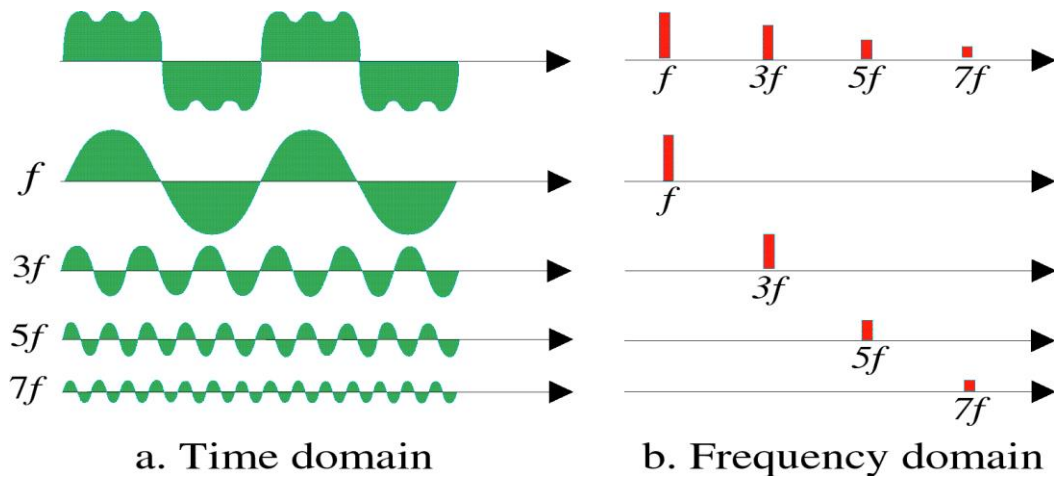 f 3f 5f 7f
f
f
3f
3f
5f
5f
7f
7f
a. Time domain
b. Frequency domain